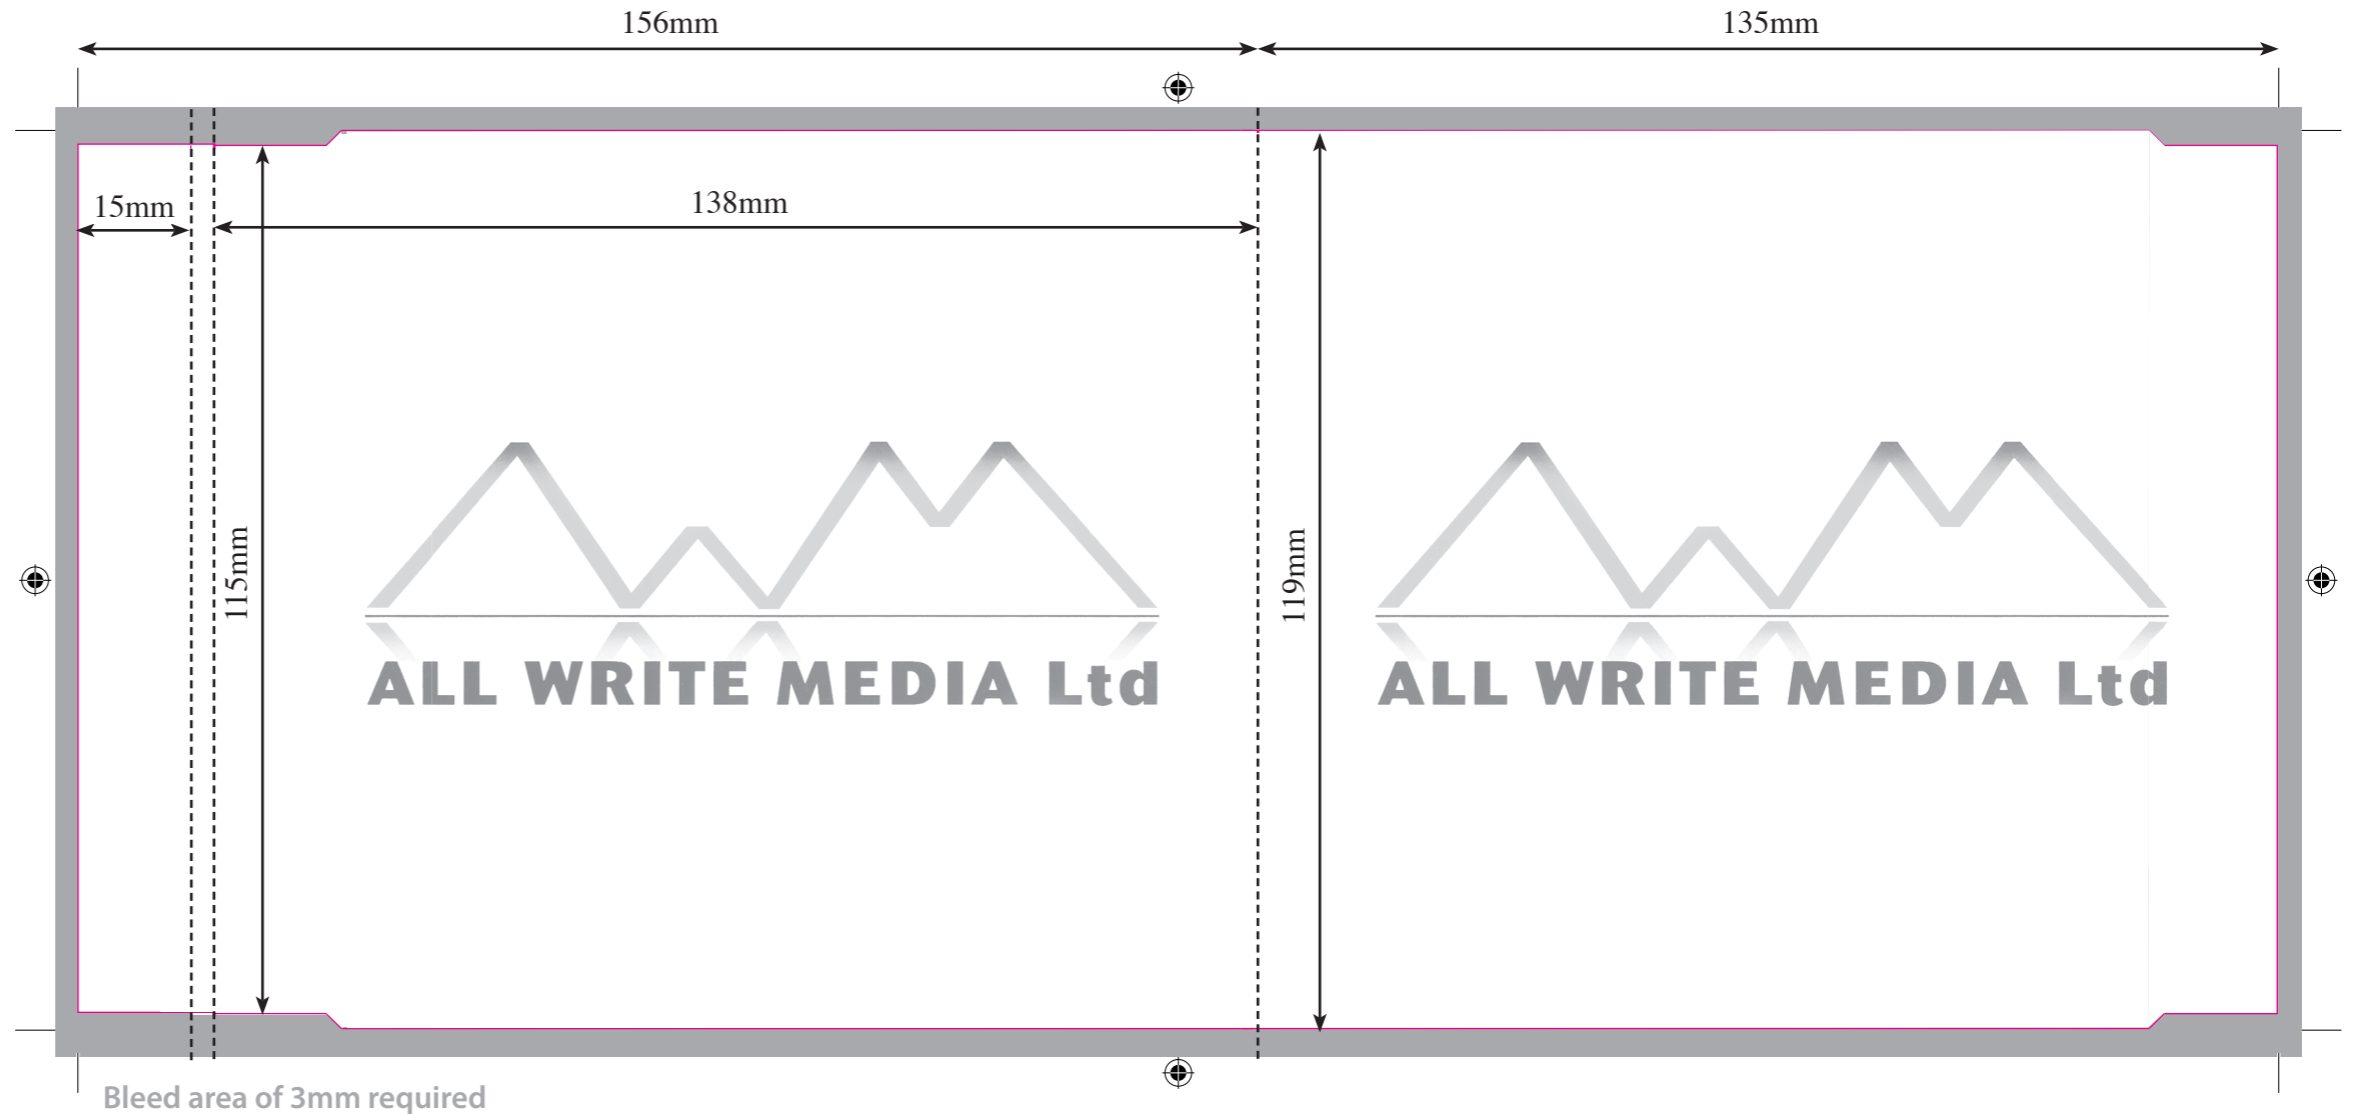 156mm
135mm
15mm
138mm
115mm
119mm
ALL WRITE MEDIA Ltd
ALL WRITE MEDIA Ltd
Bleed area of 3mm required